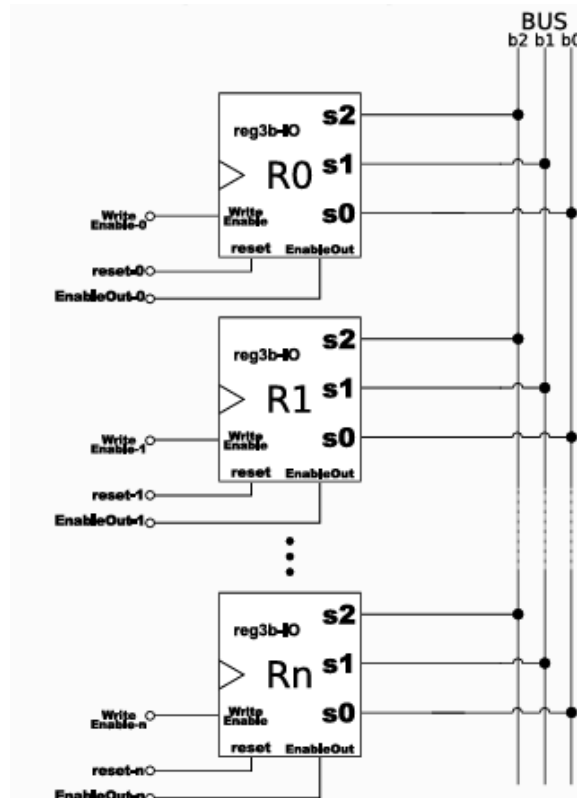 BUS
b2 b1 b0
reg3b-IO
s2
R0
s1
Write
Enable-0
Write
Enable
s0
reset
EnableOut
reset-0
EnableOut-0
reg3b-IO
s2
R1
s1
Write
Enable-1
Write
Enable
s0
reset
EnableOut
reset-1
EnableOut-1
reg3b-IO
s2
Rn
s1
Write
Enable-n
Write
Enable
s0
reset
EnableOut
reset-n
EnableOut-n